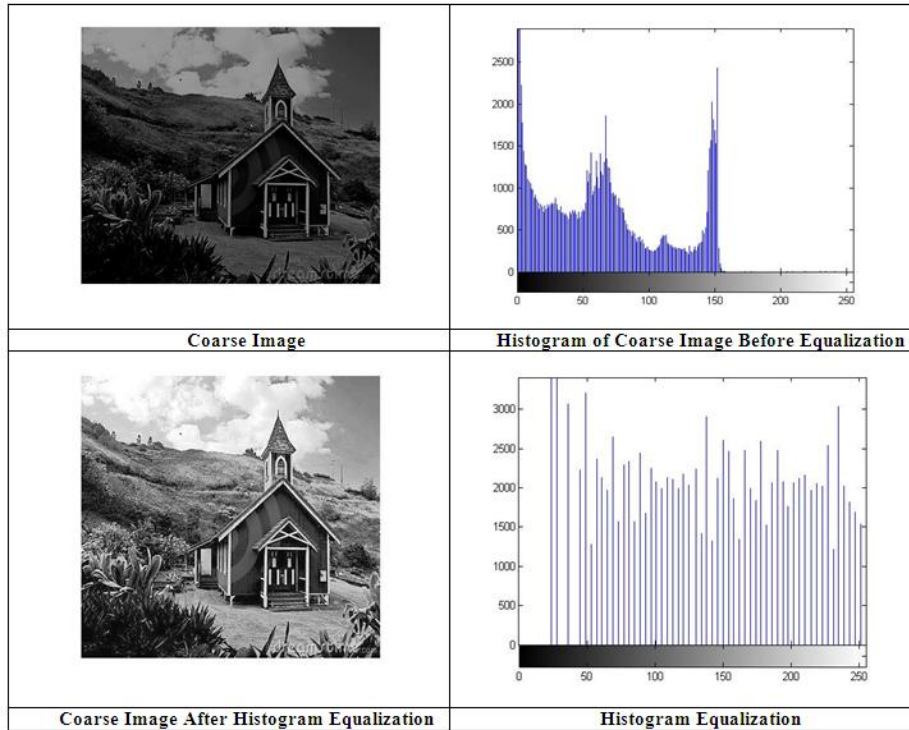 2500
2000
1500
1000
500
0
0 50 100 150 200 250
Coarse Image
Histogram of Coarse Image Before Equalization
3000
2500
2000
1500
1000
500
0
0 50 100 150 200 250
Coarse Image After Histogram Equalization
Histogram Equalization